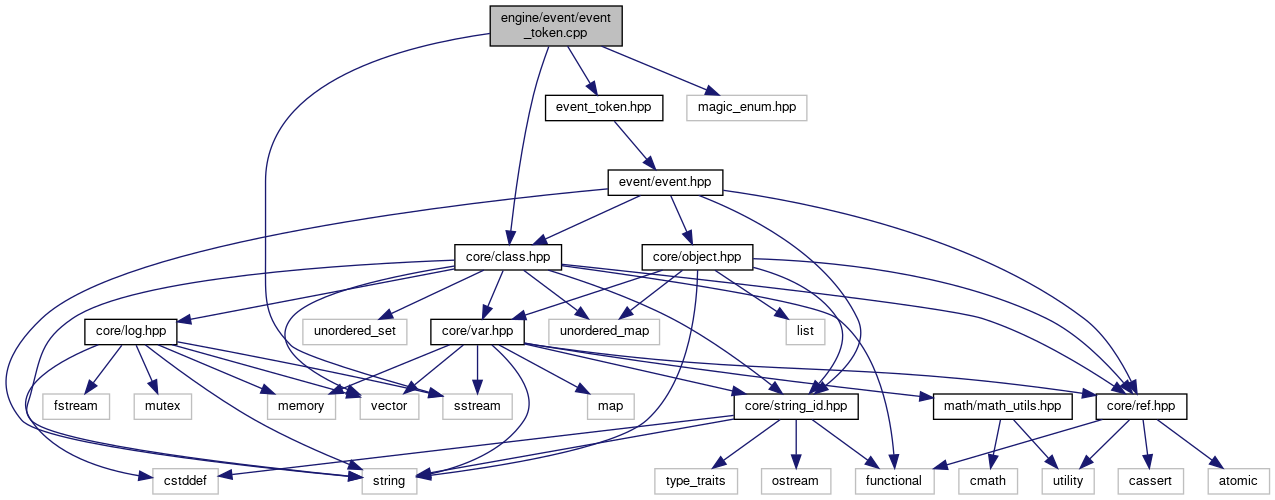 engine/event/event
_token.cpp
event_token.hpp
magic_enum.hpp
event/event.hpp
core/class.hpp
core/object.hpp
core/log.hpp
unordered_set
core/var.hpp
unordered_map
list
fstream
mutex
memory
vector
sstream
map
core/string_id.hpp
math/math_utils.hpp
core/ref.hpp
cstddef
string
type_traits
ostream
functional
cmath
utility
cassert
atomic